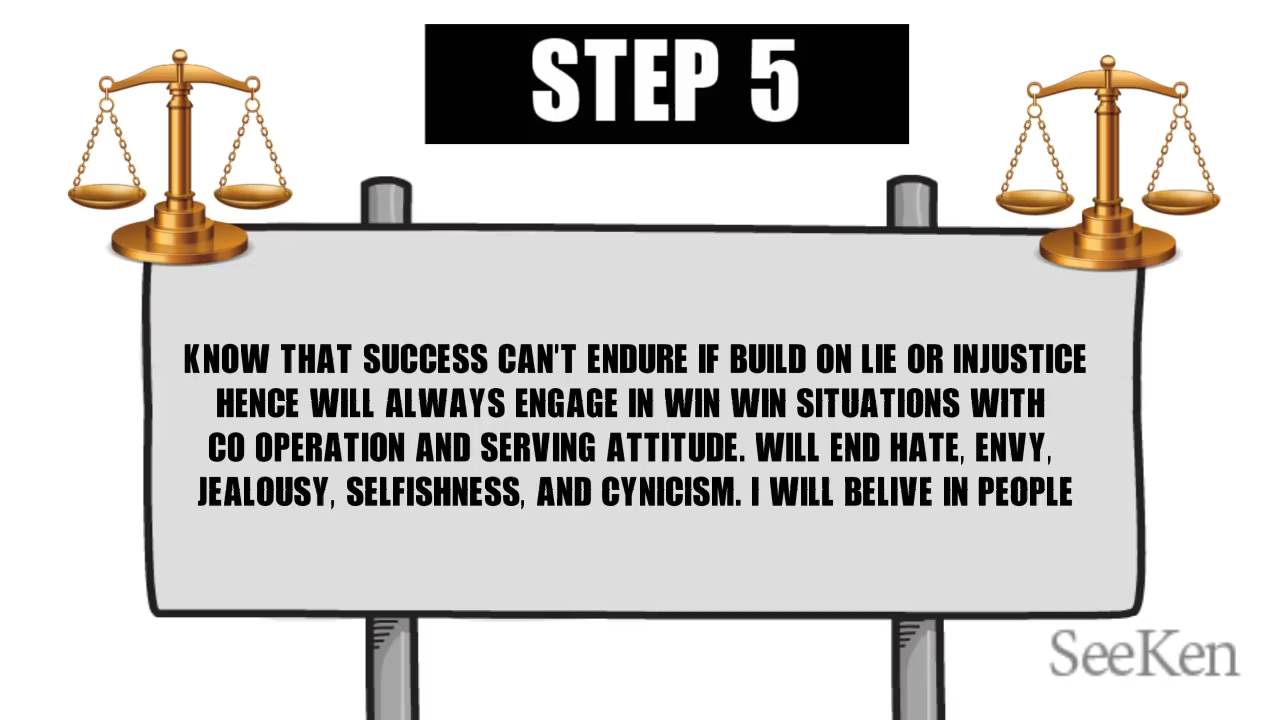 STEP 5
KNOW THAT SUCCESS CAN'T ENDURE IF BUILD ON LIE OR INJUSTICE
HENCE WILL ALWAYS ENGAGE IN WIN WIN SITUATIONS WITH
CO OPERATION AND SERVING ATTITUDE. WILL END HATE, ENVY,
JEALOUSY, SELFISHNESS, AND CYNICISM. I WILL BELIVE IN PEOPLE
SeeKen